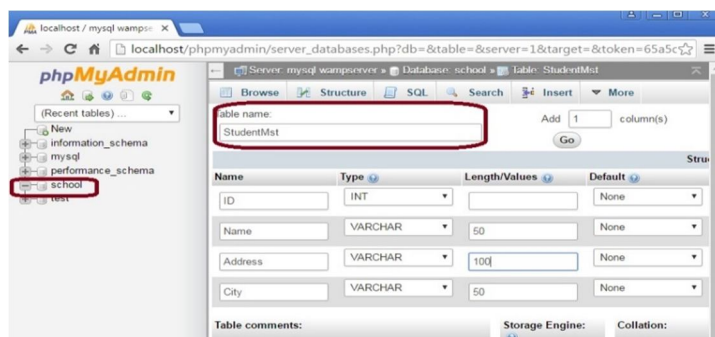 localhost / mysql wampse
localhost/phpmyadmin/server_databases.php?db=&table=&server=1&target=&token=65a5c
phpMyAdmin
(Recent tables) ...
New
information_schema
mysql
performance_schema
school
test
Server: mysql wampserver » Database: school » Table: StudentMst
Browse Structure SQL Search Insert More
Table name:
StudentMst
Add 1 column(s)
Go
Stru
Name Type Length/Values Default
ID INT None
Name VARCHAR 50 None
Address VARCHAR 100 None
City VARCHAR 50 None
Table comments: Storage Engine: Collation: